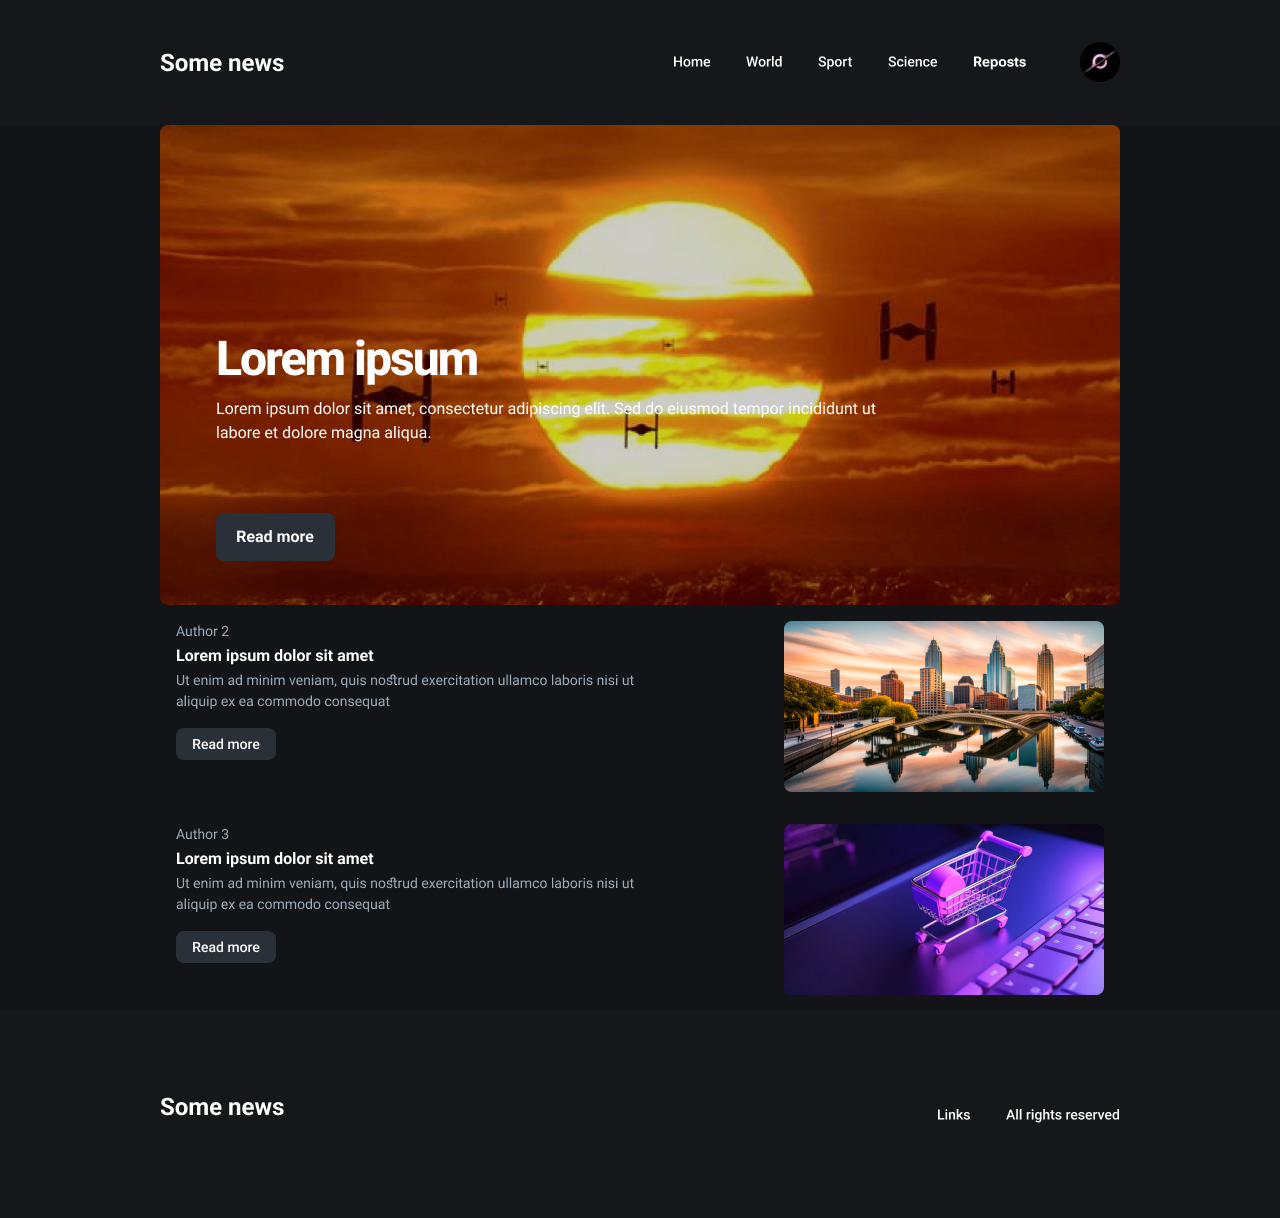 Some news
Home
World
Sport
Science
Reposts
Lorem ipsum
Lorem ipsum dolor sit amet, consectetur adipiscing elit. Sed do eiusmod tempor incididunt ut
labore et dolore magna aliqua.
Read more
Author 2
Lorem ipsum dolor sit amet
Ut enim ad minim veniam, quis nostrud exercitation ullamco laboris nisi ut
aliquip ex ea commodo consequat
Read more
Author 3
Lorem ipsum dolor sit amet
Ut enim ad minim veniam, quis nostrud exercitation ullamco laboris nisi ut
aliquip ex ea commodo consequat
Read more
Some news
Links
All rights reserved